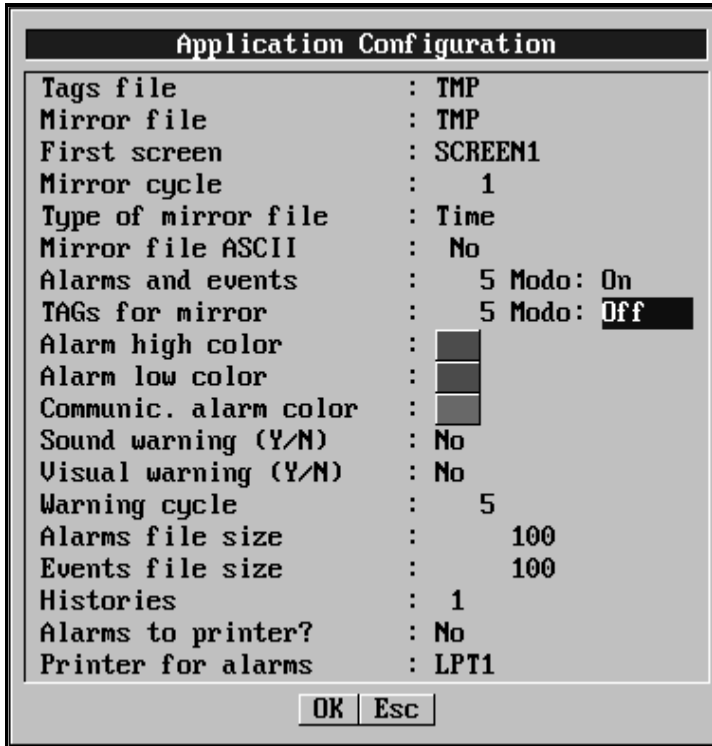 Application Configuration
Tags file : TMP
Mirror file : TMP
First screen : SCREEN1
Mirror cycle : 1
Type of mirror file : Time
Mirror file ASCII : No
Alarms and events : 5 Modo: On
TAGs for mirror : 5 Modo: Off
Alarm high color :
Alarm low color :
Communic. alarm color :
Sound warning (Y/N) : No
Visual warning (Y/N) : No
Warning cycle : 5
Alarms file size : 100
Events file size : 100
Histories : 1
Alarms to printer? : No
Printer for alarms : LPT1
OK Esc